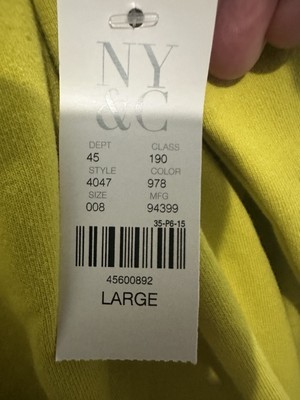 NY
&C
DEPT CLASS
45 190
STYLE COLOR
4047 978
SIZE MFG
008 94399
35-P6-15
45600892
LARGE